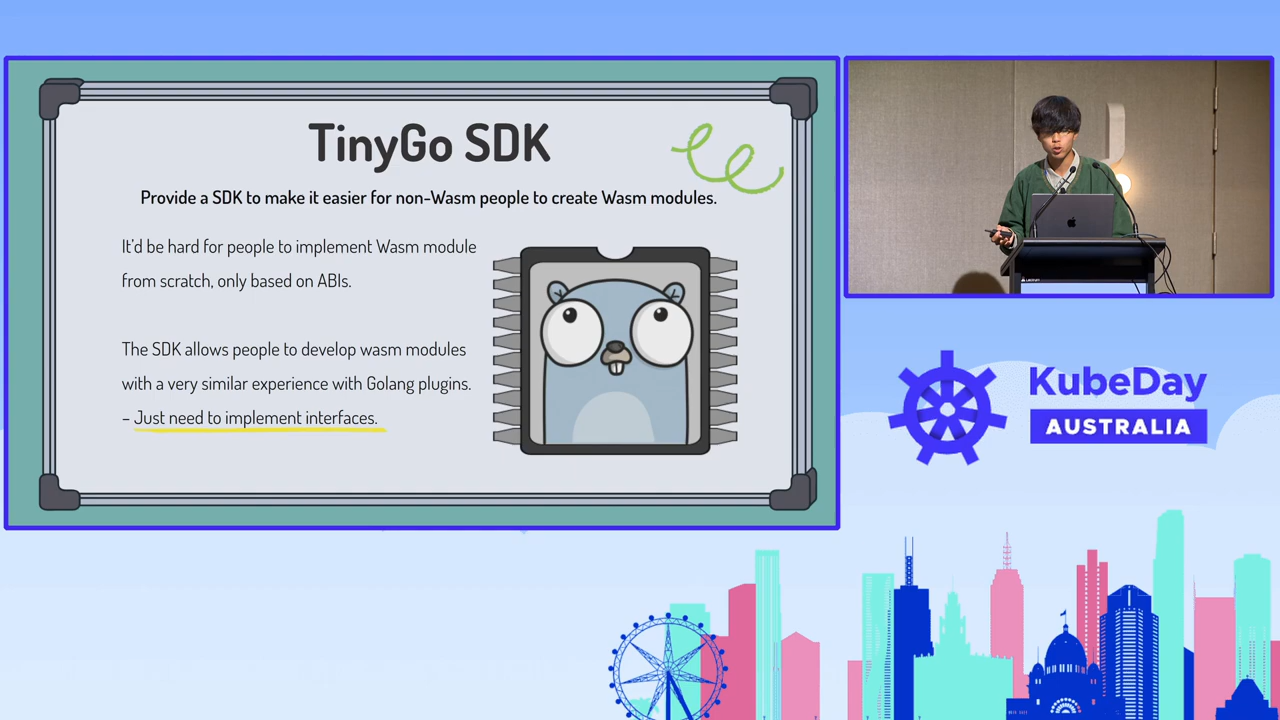 TinyGo SDK
Provide a SDK to make it easier for non-Wasm people to create Wasm modules.
It'd be hard for people to implement Wasm module
from scratch, only based on ABIs.
The SDK allows people to develop wasm modules
with a very similar experience with Golang plugins.
– Just need to implement interfaces.
KubeDay
AUSTRALIA